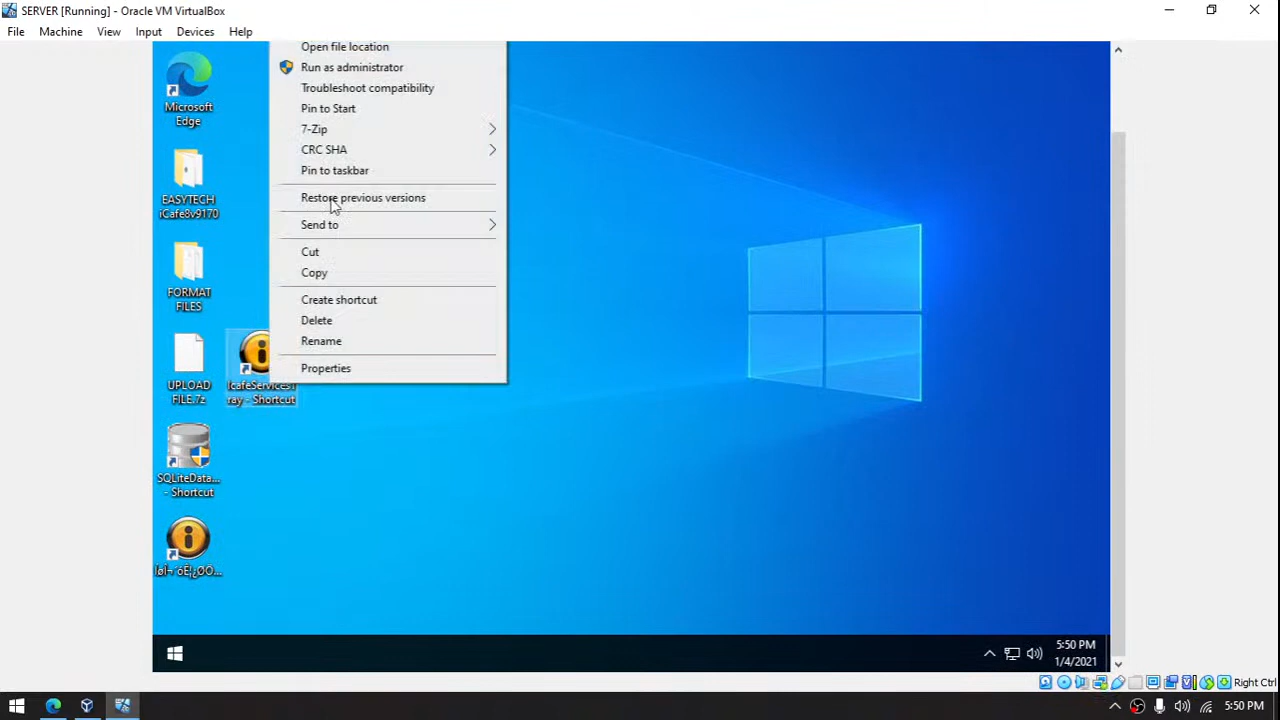 SERVER [Running] - Oracle VM VirtualBox
File Machine View Input Devices Help
Open file location
Run as administrator
Troubleshoot compatibility
Pin to Start
7-Zip
CRC SHA
Pin to taskbar
Restore previous versions
Send to
Cut
Copy
Create shortcut
Delete
Rename
Properties
Microsoft
Edge
EASYTECH
iCafe8v9170
FORMAT
FILES
UPLOAD
FILE.7z
IcafeServicesT
ray - Shortcut
SQLiteData...
- Shortcut
5:50 PM
1/4/2021
Right Ctrl
5:50 PM